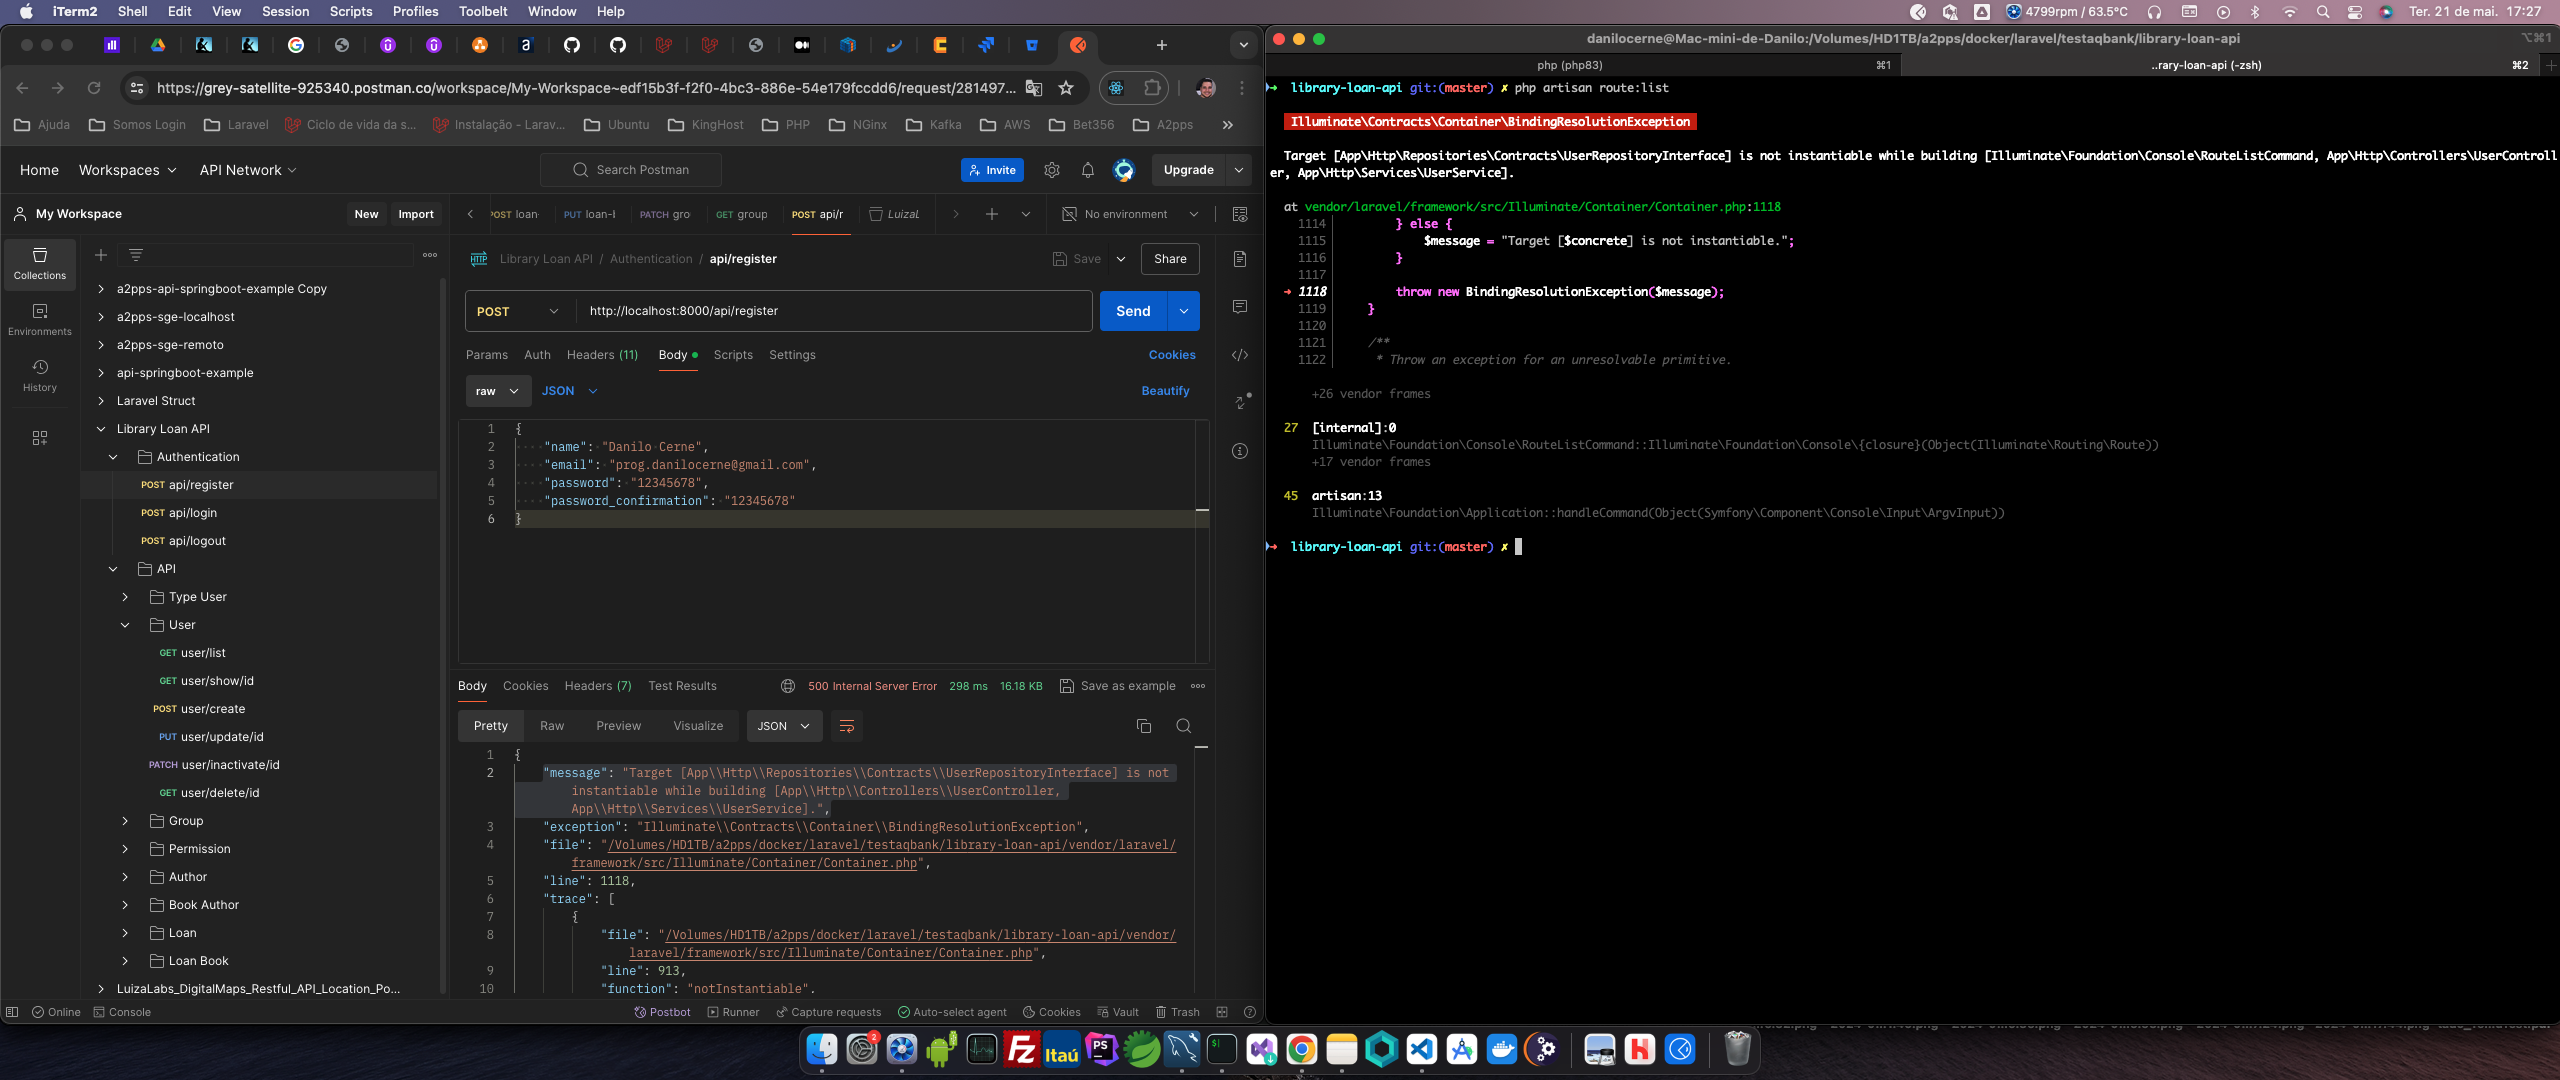 iTerm2 Shell Edit View Session Scripts Profiles Toolbelt Window Help
4799rpm / 63.5°C Ter. 21 de mai. 17:27
https://grey-satellite-925340.postman.co/workspace/My-Workspace~edf15b3f-f2f0-4bc3-886e-54e179fccdd6/request/281497...
Ajuda Somos Login Laravel Ciclo de vida da s... Instalação - Larav... Ubuntu KingHost PHP NGinx Kafka AWS Bet356 A2pps »
Home Workspaces API Network Search Postman Invite Upgrade
My Workspace New Import
POST loan- PUT loan-l PATCH gro GET group POST api/r Luizal No environment
Collections
Environments
History
a2pps-api-springboot-example Copy
a2pps-sge-localhost
a2pps-sge-remoto
api-springboot-example
Laravel Struct
Library Loan API
Authentication
POST api/register
POST api/login
POST api/logout
API
Type User
User
GET user/list
GET user/show/id
POST user/create
PUT user/update/id
PATCH user/inactivate/id
GET user/delete/id
Group
Permission
Author
Book Author
Loan
Loan Book
LuizaLabs_DigitalMaps_Restful_API_Location_Po...
HTTP Library Loan API / Authentication / api/register Save Share
POST http://localhost:8000/api/register Send
Params Auth Headers (11) Body Scripts Settings Cookies
raw JSON Beautify
1 {
2 "name": "Danilo Cerne",
3 "email": "prog.danilocerne@gmail.com",
4 "password": "12345678",
5 "password_confirmation": "12345678"
6 }
Body Cookies Headers (7) Test Results 500 Internal Server Error 298 ms 16.18 KB Save as example
Pretty Raw Preview Visualize JSON
1 {
2 "message": "Target [App\\Http\\Repositories\\Contracts\\UserRepositoryInterface] is not
instantiable while building [App\\Http\\Controllers\\UserController,
App\\Http\\Services\\UserService].",
3 "exception": "Illuminate\\Contracts\\Container\\BindingResolutionException",
4 "file": "/Volumes/HD1TB/a2pps/docker/laravel/testaqbank/library-loan-api/vendor/laravel/
framework/src/Illuminate/Container/Container.php",
5 "line": 1118,
6 "trace": [
7 {
8 "file": "/Volumes/HD1TB/a2pps/docker/laravel/testaqbank/library-loan-api/vendor/
laravel/framework/src/Illuminate/Container/Container.php",
9 "line": 913,
10 "function": "notInstantiable",
Online Console Postbot Runner Capture requests Auto-select agent Cookies Vault Trash
danilocerne@Mac-mini-de-Danilo:/Volumes/HD1TB/a2pps/docker/laravel/testaqbank/library-loan-api ⌥⌘1
php (php83) ⌘1 ..rary-loan-api (-zsh) ⌘2
➜ library-loan-api git:(master) ✗ php artisan route:list
Illuminate\Contracts\Container\BindingResolutionException
Target [App\Http\Repositories\Contracts\UserRepositoryInterface] is not instantiable while building [Illuminate\Foundation\Console\RouteListCommand, App\Http\Controllers\UserControll
er, App\Http\Services\UserService].
at vendor/laravel/framework/src/Illuminate/Container/Container.php:1118
1114 } else {
1115 $message = "Target [$concrete] is not instantiable.";
1116 }
1117
➜ 1118 throw new BindingResolutionException($message);
1119 }
1120
1121 /**
1122 * Throw an exception for an unresolvable primitive.
+26 vendor frames
27 [internal]:0
Illuminate\Foundation\Console\RouteListCommand::Illuminate\Foundation\Console\{closure}(Object(Illuminate\Routing\Route))
+17 vendor frames
45 artisan:13
Illuminate\Foundation\Application::handleCommand(Object(Symfony\Component\Console\Input\ArgvInput))
➜ library-loan-api git:(master) ✗
2
Itaú
PS